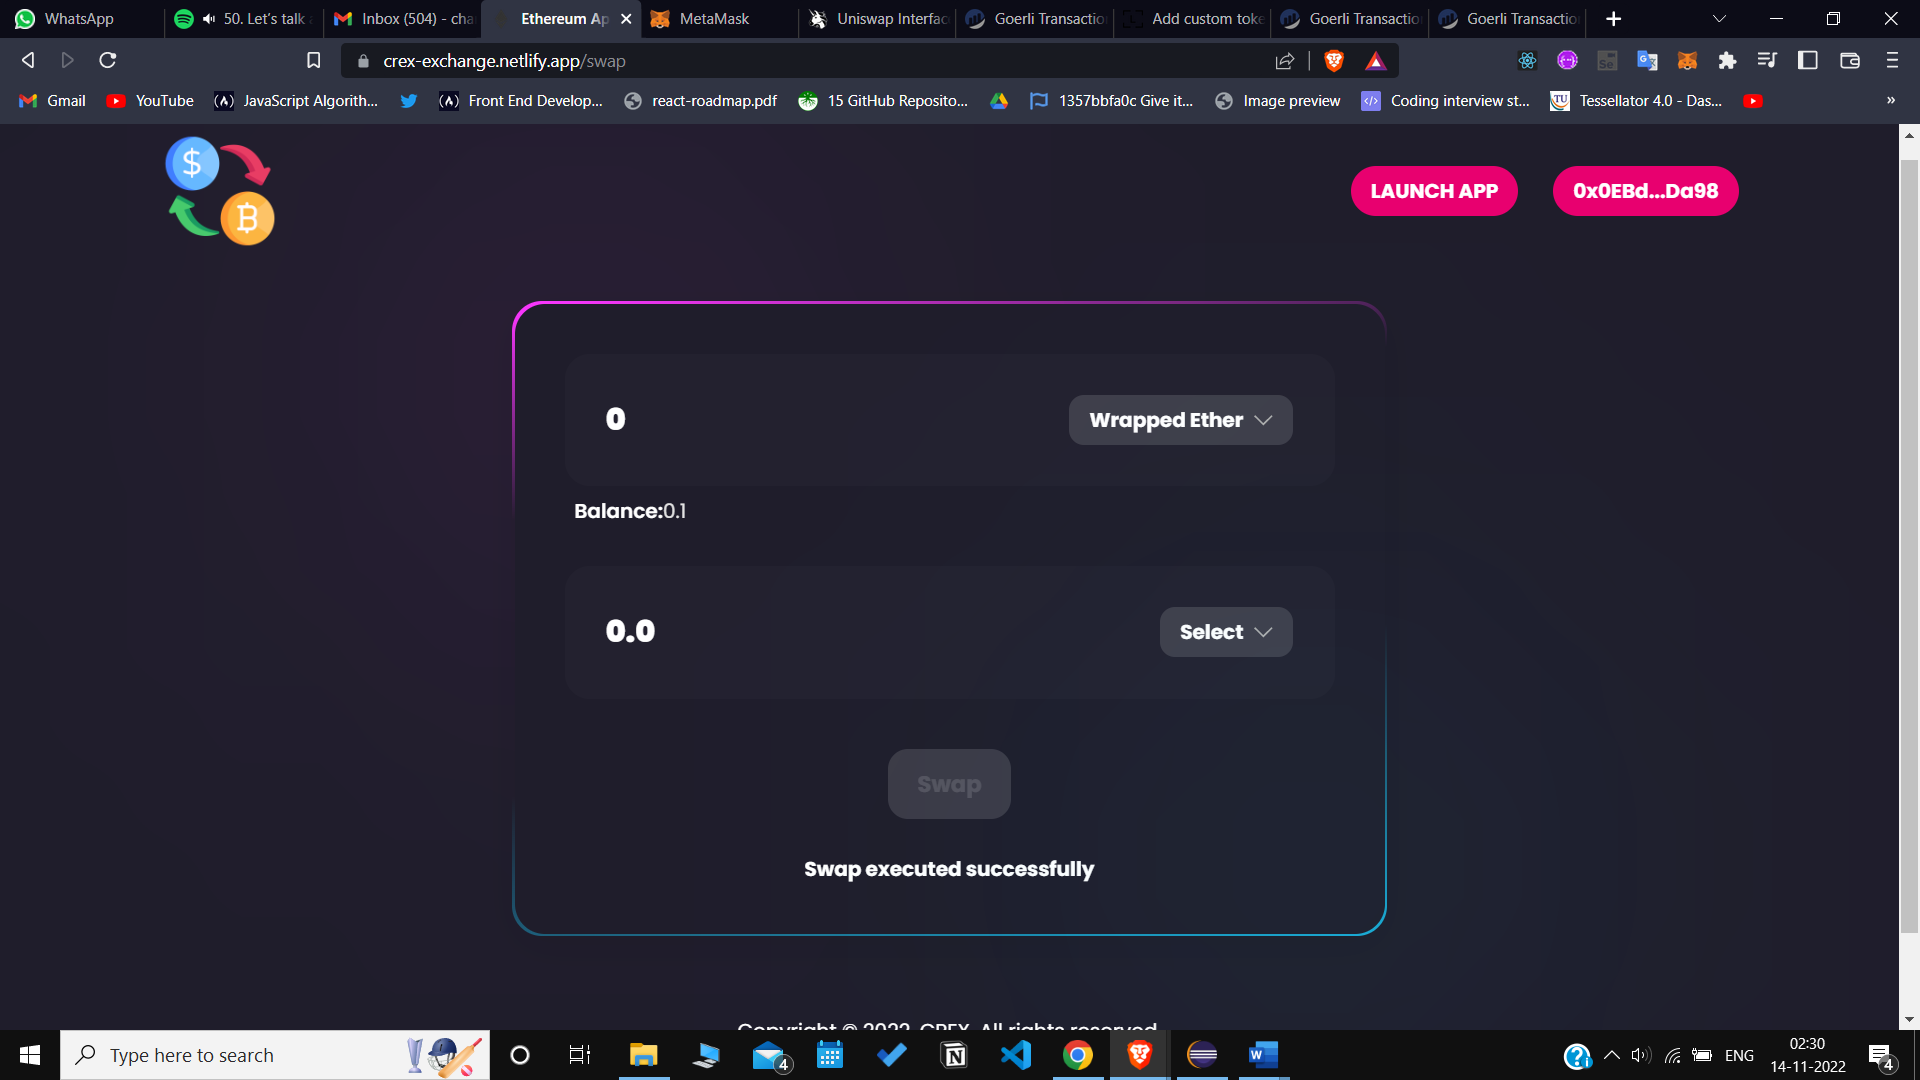 WhatsApp
50. Let's talk a
Inbox (504) - cha
Ethereum Ap
MetaMask
Uniswap Interfac
Goerli Transactio
Add custom toke
Goerli Transactio
Goerli Transactio
crex-exchange.netlify.app/swap
Gmail
YouTube
JavaScript Algorith...
Front End Develop...
react-roadmap.pdf
15 GitHub Reposito...
1357bbfa0c Give it...
Image preview
Coding interview st...
Tessellator 4.0 - Das...
»
LAUNCH APP
0x0EBd...Da98
0
Wrapped Ether
Balance:0.1
0.0
Select
Swap
Swap executed successfully
Copyright © 2022, CREX. All rights reserved
Type here to search
4
ENG
02:30
14-11-2022
4